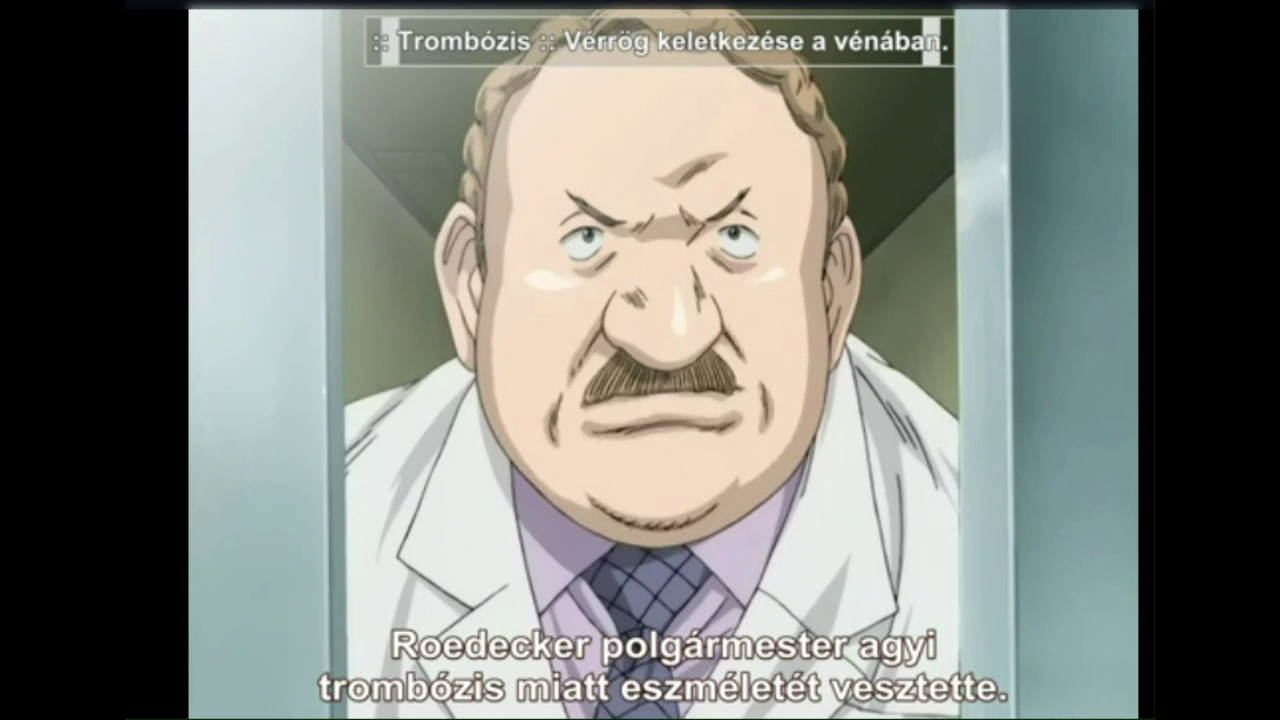 :: Trombózis :: Vérrög keletkezése a vénában.
Roedecker polgármester agyi
trombózis miatt eszméletét vesztette.